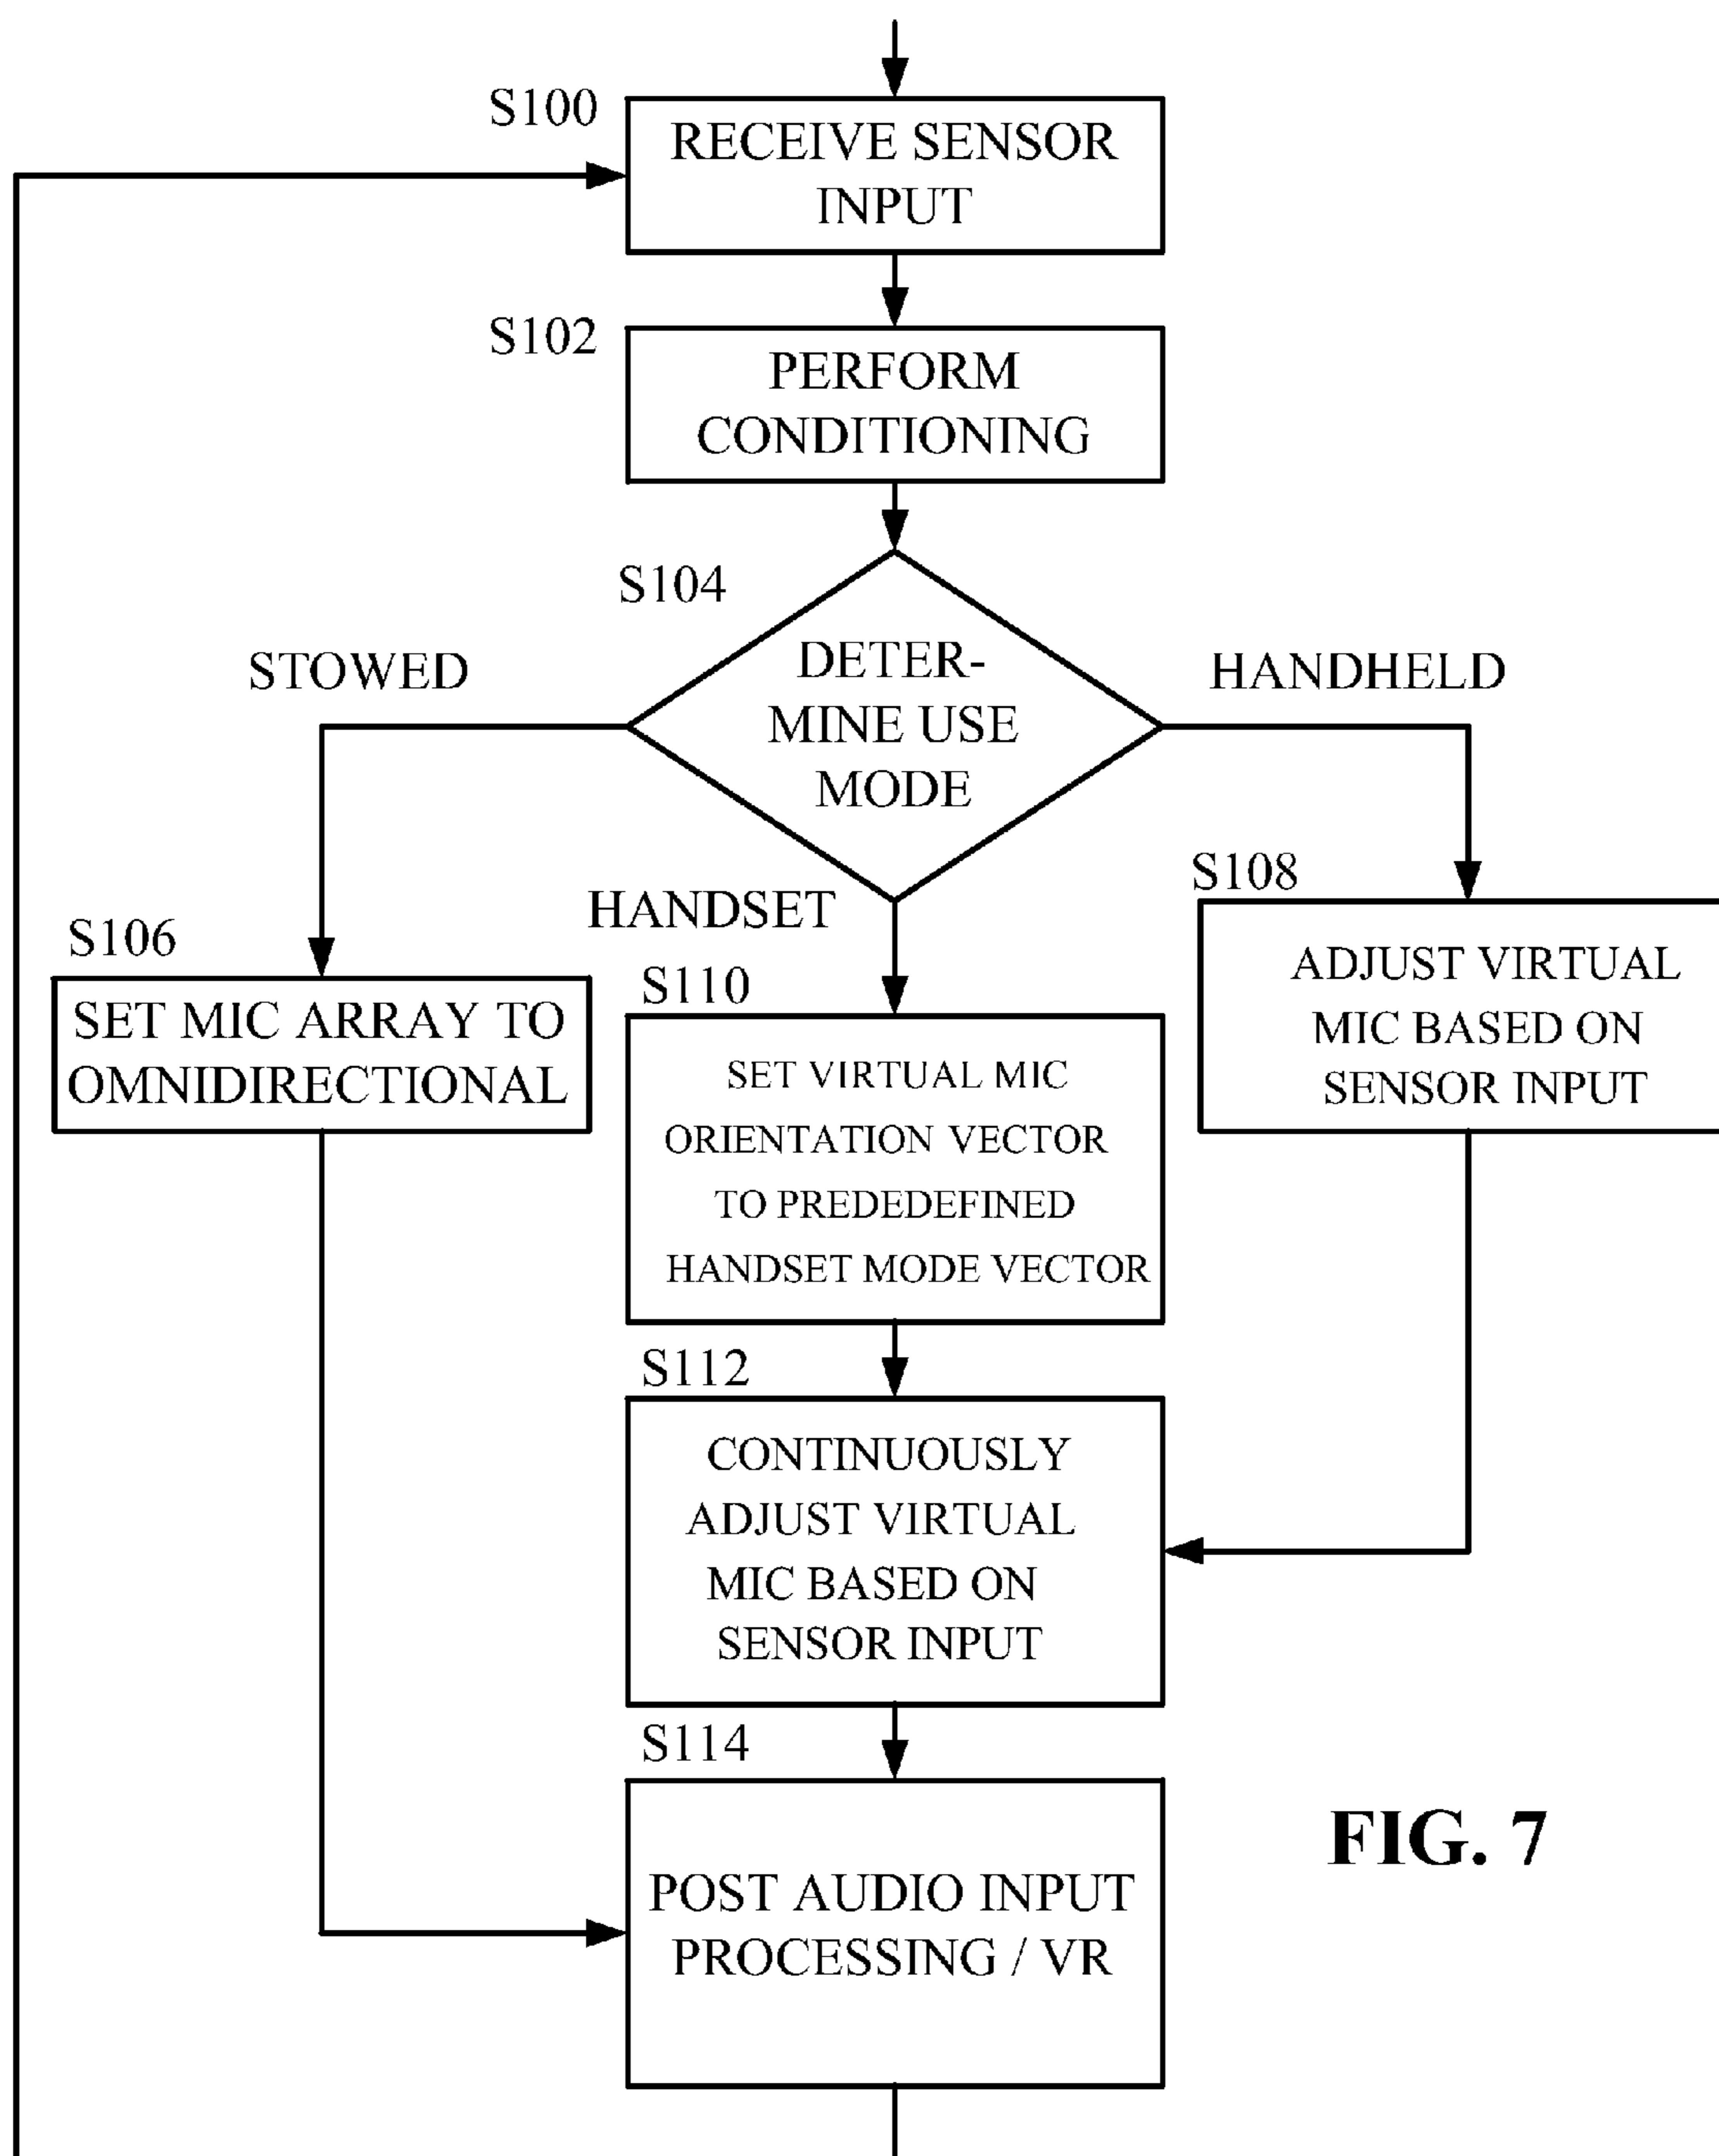 S100
RECEIVE SENSOR
INPUT
S102
PERFORM
CONDITIONING
S104
DETER-
MINE USE
MODE
STOWED
HANDHELD
HANDSET
S106
SET MIC ARRAY TO
OMNIDIRECTIONAL
S110
SET VIRTUAL MIC
ORIENTATION VECTOR
TO PREDEDEFINED
HANDSET MODE VECTOR
S108
ADJUST VIRTUAL
MIC BASED ON
SENSOR INPUT
S112
CONTINUOUSLY
ADJUST VIRTUAL
MIC BASED ON
SENSOR INPUT
S114
POST AUDIO INPUT
PROCESSING / VR
FIG. 7